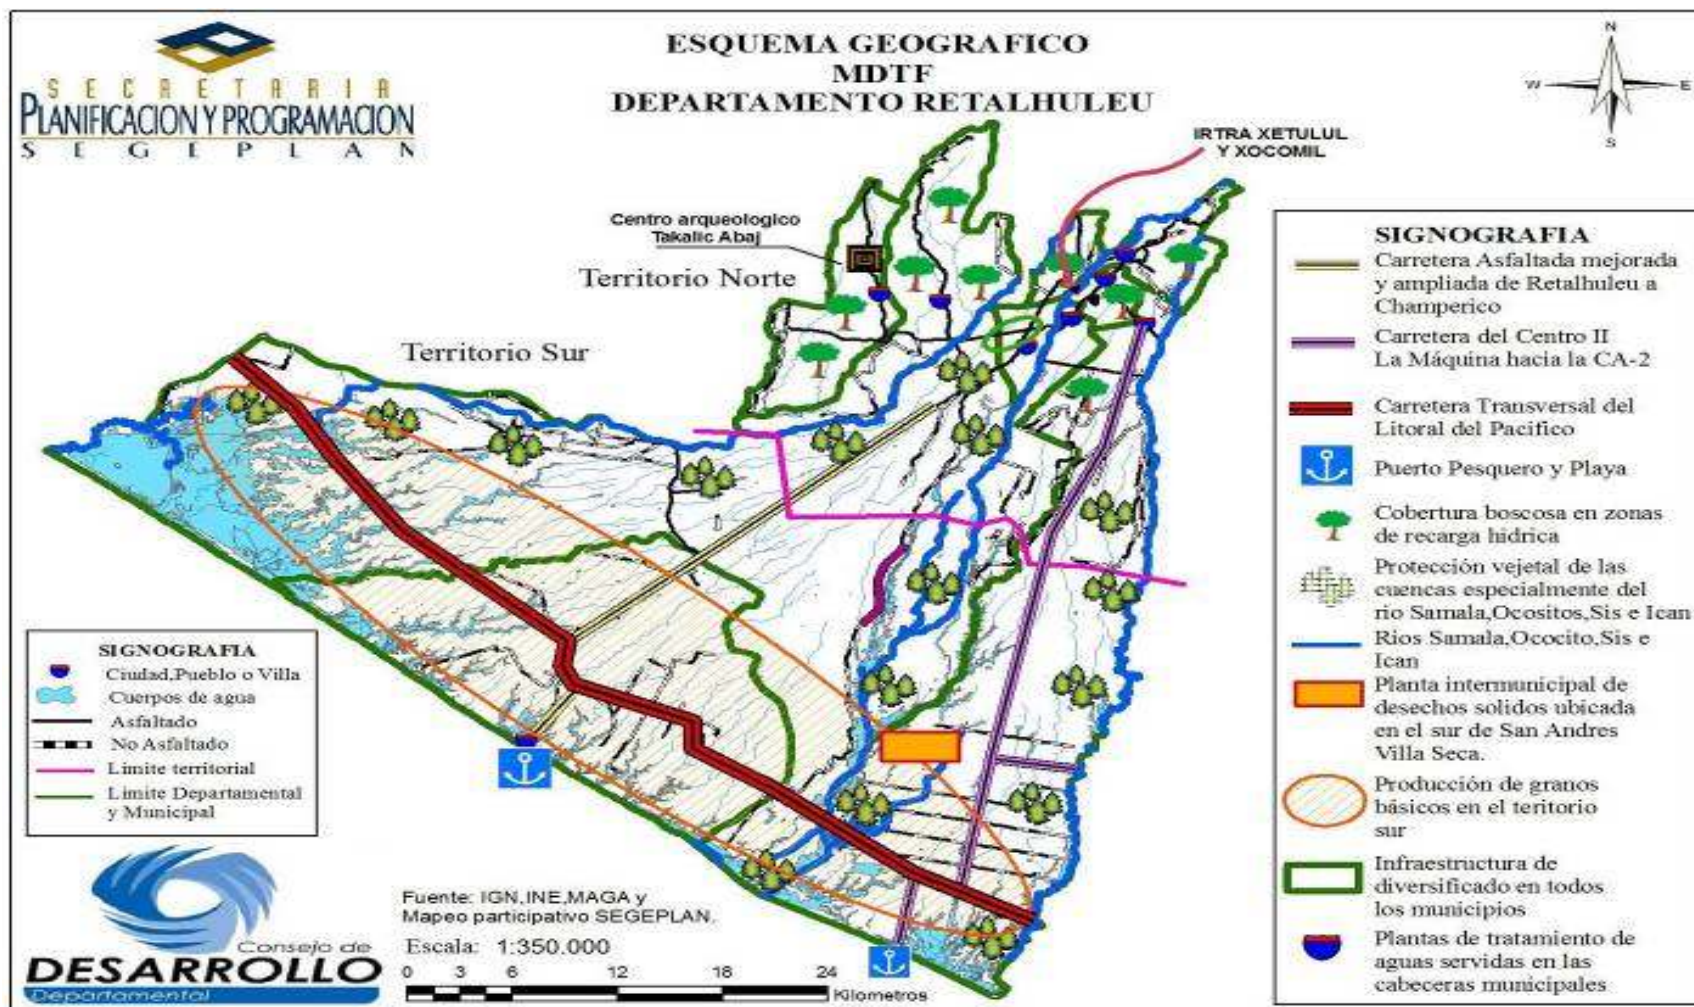 SECRETARIA
PLANIFICACION Y PROGRAMACION
SEGEPLAN
ESQUEMA GEOGRAFICO
MDTF
DEPARTAMENTO RETALHULEU
N
W
E
S
IRTRA XETULUL
Y XOCOMIL
Centro arqueologico
Takalic Abaj
Territorio Norte
Territorio Sur
SIGNOGRAFIA
Ciudad,Pueblo o Villa
Cuerpos de agua
Asfaltado
No Asfaltado
Limite territorial
Limite Departamental
y Municipal
Consejo de
DESARROLLO
Departamental
Fuente: IGN,INE,MAGA y
Mapeo participativo SEGEPLAN.
Escala: 1:350.000
0 3 6 12 18 24
Kilometros
SIGNOGRAFIA
Carretera Asfaltada mejorada
y ampliada de Retalhuleu a
Champerico
Carretera del Centro II
La Máquina hacia la CA-2
Carretera Transversal del
Litoral del Pacifico
Puerto Pesquero y Playa
Cobertura boscosa en zonas
de recarga hidrica
Protección vejetal de las
cuencas especialmente del
rio Samala,Ocositos,Sis e Ican
Rios Samala,Ococito,Sis e
Ican
Planta intermunicipal de
desechos solidos ubicada
en el sur de San Andres
Villa Seca.
Producción de granos
básicos en el teritorio
sur
Infraestructura de
diversificado en todos
los municipios
Plantas de tratamiento de
aguas servidas en las
cabeceras municipales